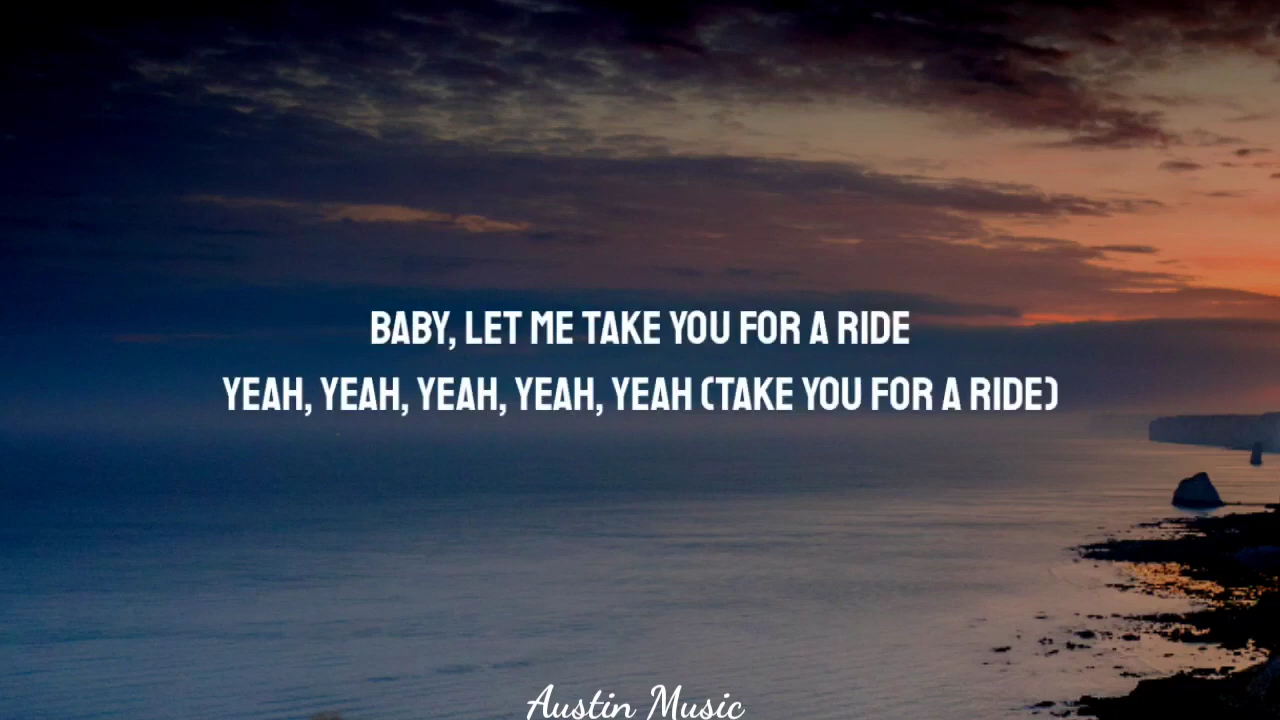 BABY, LET ME TAKE YOU FOR A RIDE
YEAH, YEAH, YEAH, YEAH, YEAH (TAKE YOU FOR A RIDE)
Austin Music